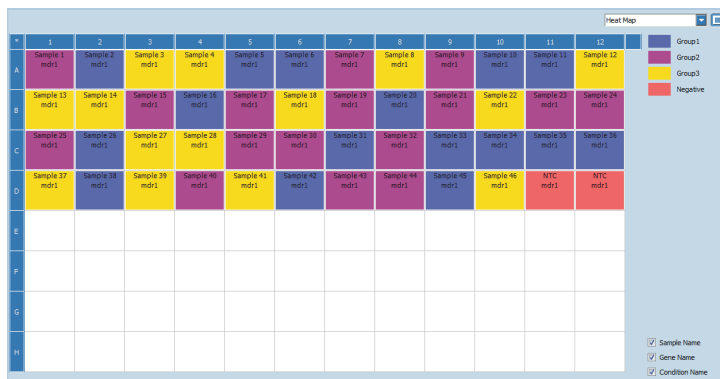 Heat Map
* 1 2 3 4 5 6 7 8 9 10 11 12
Group1
Group2
Group3
Negative
A
Sample 1 Sample 2 Sample 3 Sample 4 Sample 5 Sample 6 Sample 7 Sample 8 Sample 9 Sample 10 Sample 11 Sample 12
mdr1 mdr1 mdr1 mdr1 mdr1 mdr1 mdr1 mdr1 mdr1 mdr1 mdr1 mdr1
B
Sample 13 Sample 14 Sample 15 Sample 16 Sample 17 Sample 18 Sample 19 Sample 20 Sample 21 Sample 22 Sample 23 Sample 24
mdr1 mdr1 mdr1 mdr1 mdr1 mdr1 mdr1 mdr1 mdr1 mdr1 mdr1 mdr1
C
Sample 25 Sample 26 Sample 27 Sample 28 Sample 29 Sample 30 Sample 31 Sample 32 Sample 33 Sample 34 Sample 35 Sample 36
mdr1 mdr1 mdr1 mdr1 mdr1 mdr1 mdr1 mdr1 mdr1 mdr1 mdr1 mdr1
D
Sample 37 Sample 38 Sample 39 Sample 40 Sample 41 Sample 42 Sample 43 Sample 44 Sample 45 Sample 46 NTC NTC
mdr1 mdr1 mdr1 mdr1 mdr1 mdr1 mdr1 mdr1 mdr1 mdr1 mdr1 mdr1
E
F
G
H
Sample Name
Gene Name
Condition Name